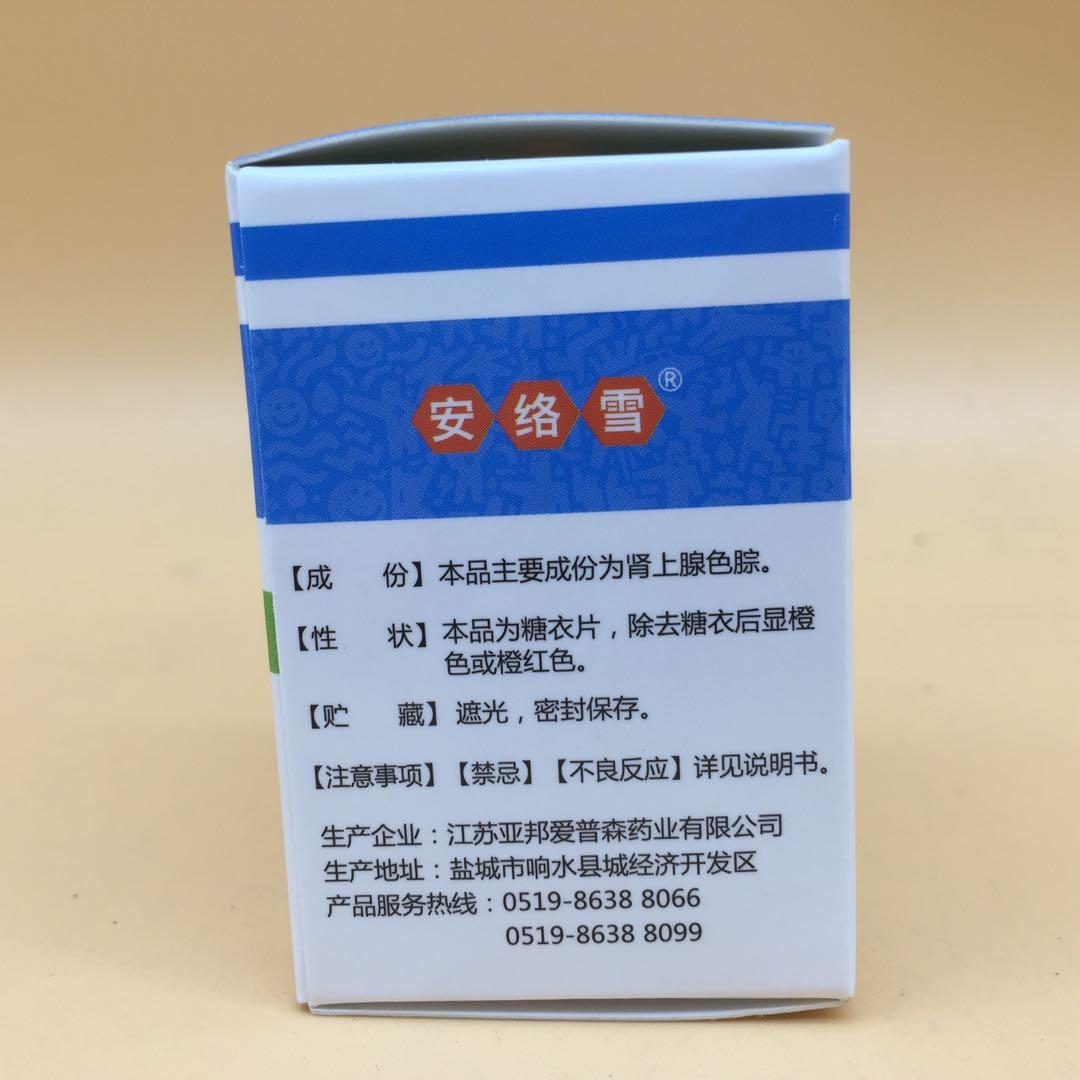 安络雪®
【成 份】本品主要成份为肾上腺色腙。
【性 状】本品为糖衣片，除去糖衣后显橙
色或橙红色。
【贮 藏】遮光，密封保存。
【注意事项】【禁忌】【不良反应】详见说明书。
生产企业：江苏亚邦爱普森药业有限公司
生产地址：盐城市响水县城经济开发区
产品服务热线：0519-8638 8066
0519-8638 8099